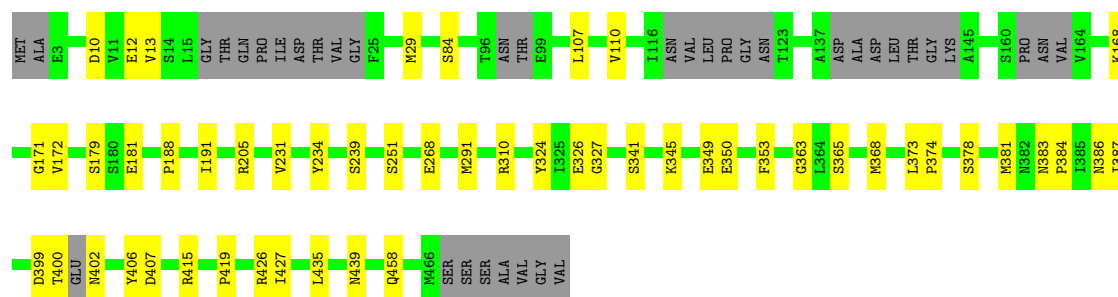 MET ALA E3 D10 V11 E12 V13 S14 L15 GLY THR GLN PRO ILE ASP THR VAL GLY F25 M29 S84 T96 ASN THR E99 L107 V110 I116 ASN VAL LEU PRO GLY ASN T123 A137 ASP ALA ASP LEU THR GLY LYS A145 S160 PRO ASN VAL V164 K168
G171 V172 S179 S180 E181 P188 I191 R205 V231 Y234 S239 S251 E268 M291 R310 Y324 I325 E326 G327 S341 K345 E349 E350 F353 G363 L364 S365 M368 L373 P374 S378 M381 N382 N383 P384 I385 N386
D399 T400 GLU N402 Y406 D407 R415 P419 R426 I427 L435 N439 Q458 M466 SER SER SER ALA VAL GLY VAL